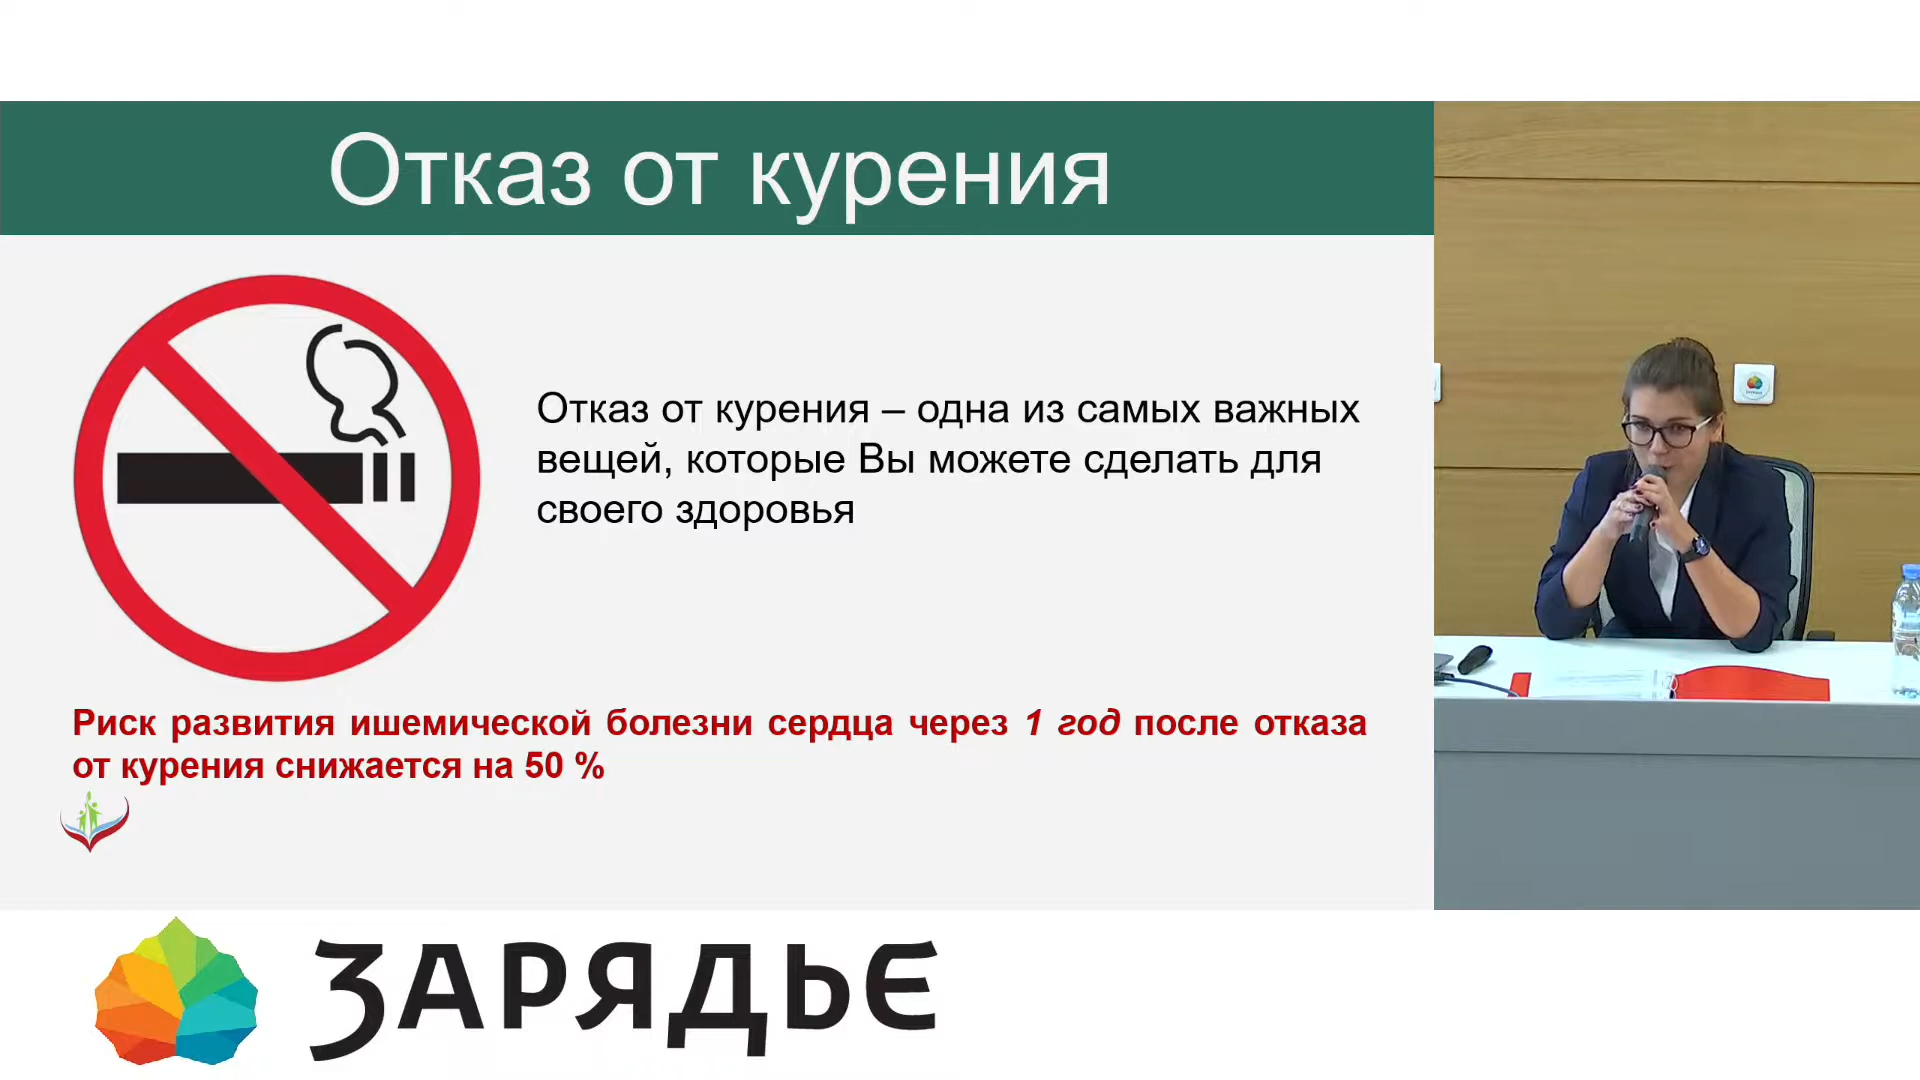 Отказ от курения
Отказ от курения – одна из самых важных
вещей, которые Вы можете сделать для
своего здоровья
Риск развития ишемической болезни сердца через 1 год после отказа
от курения снижается на 50 %
ЗАРЯДЬЕ